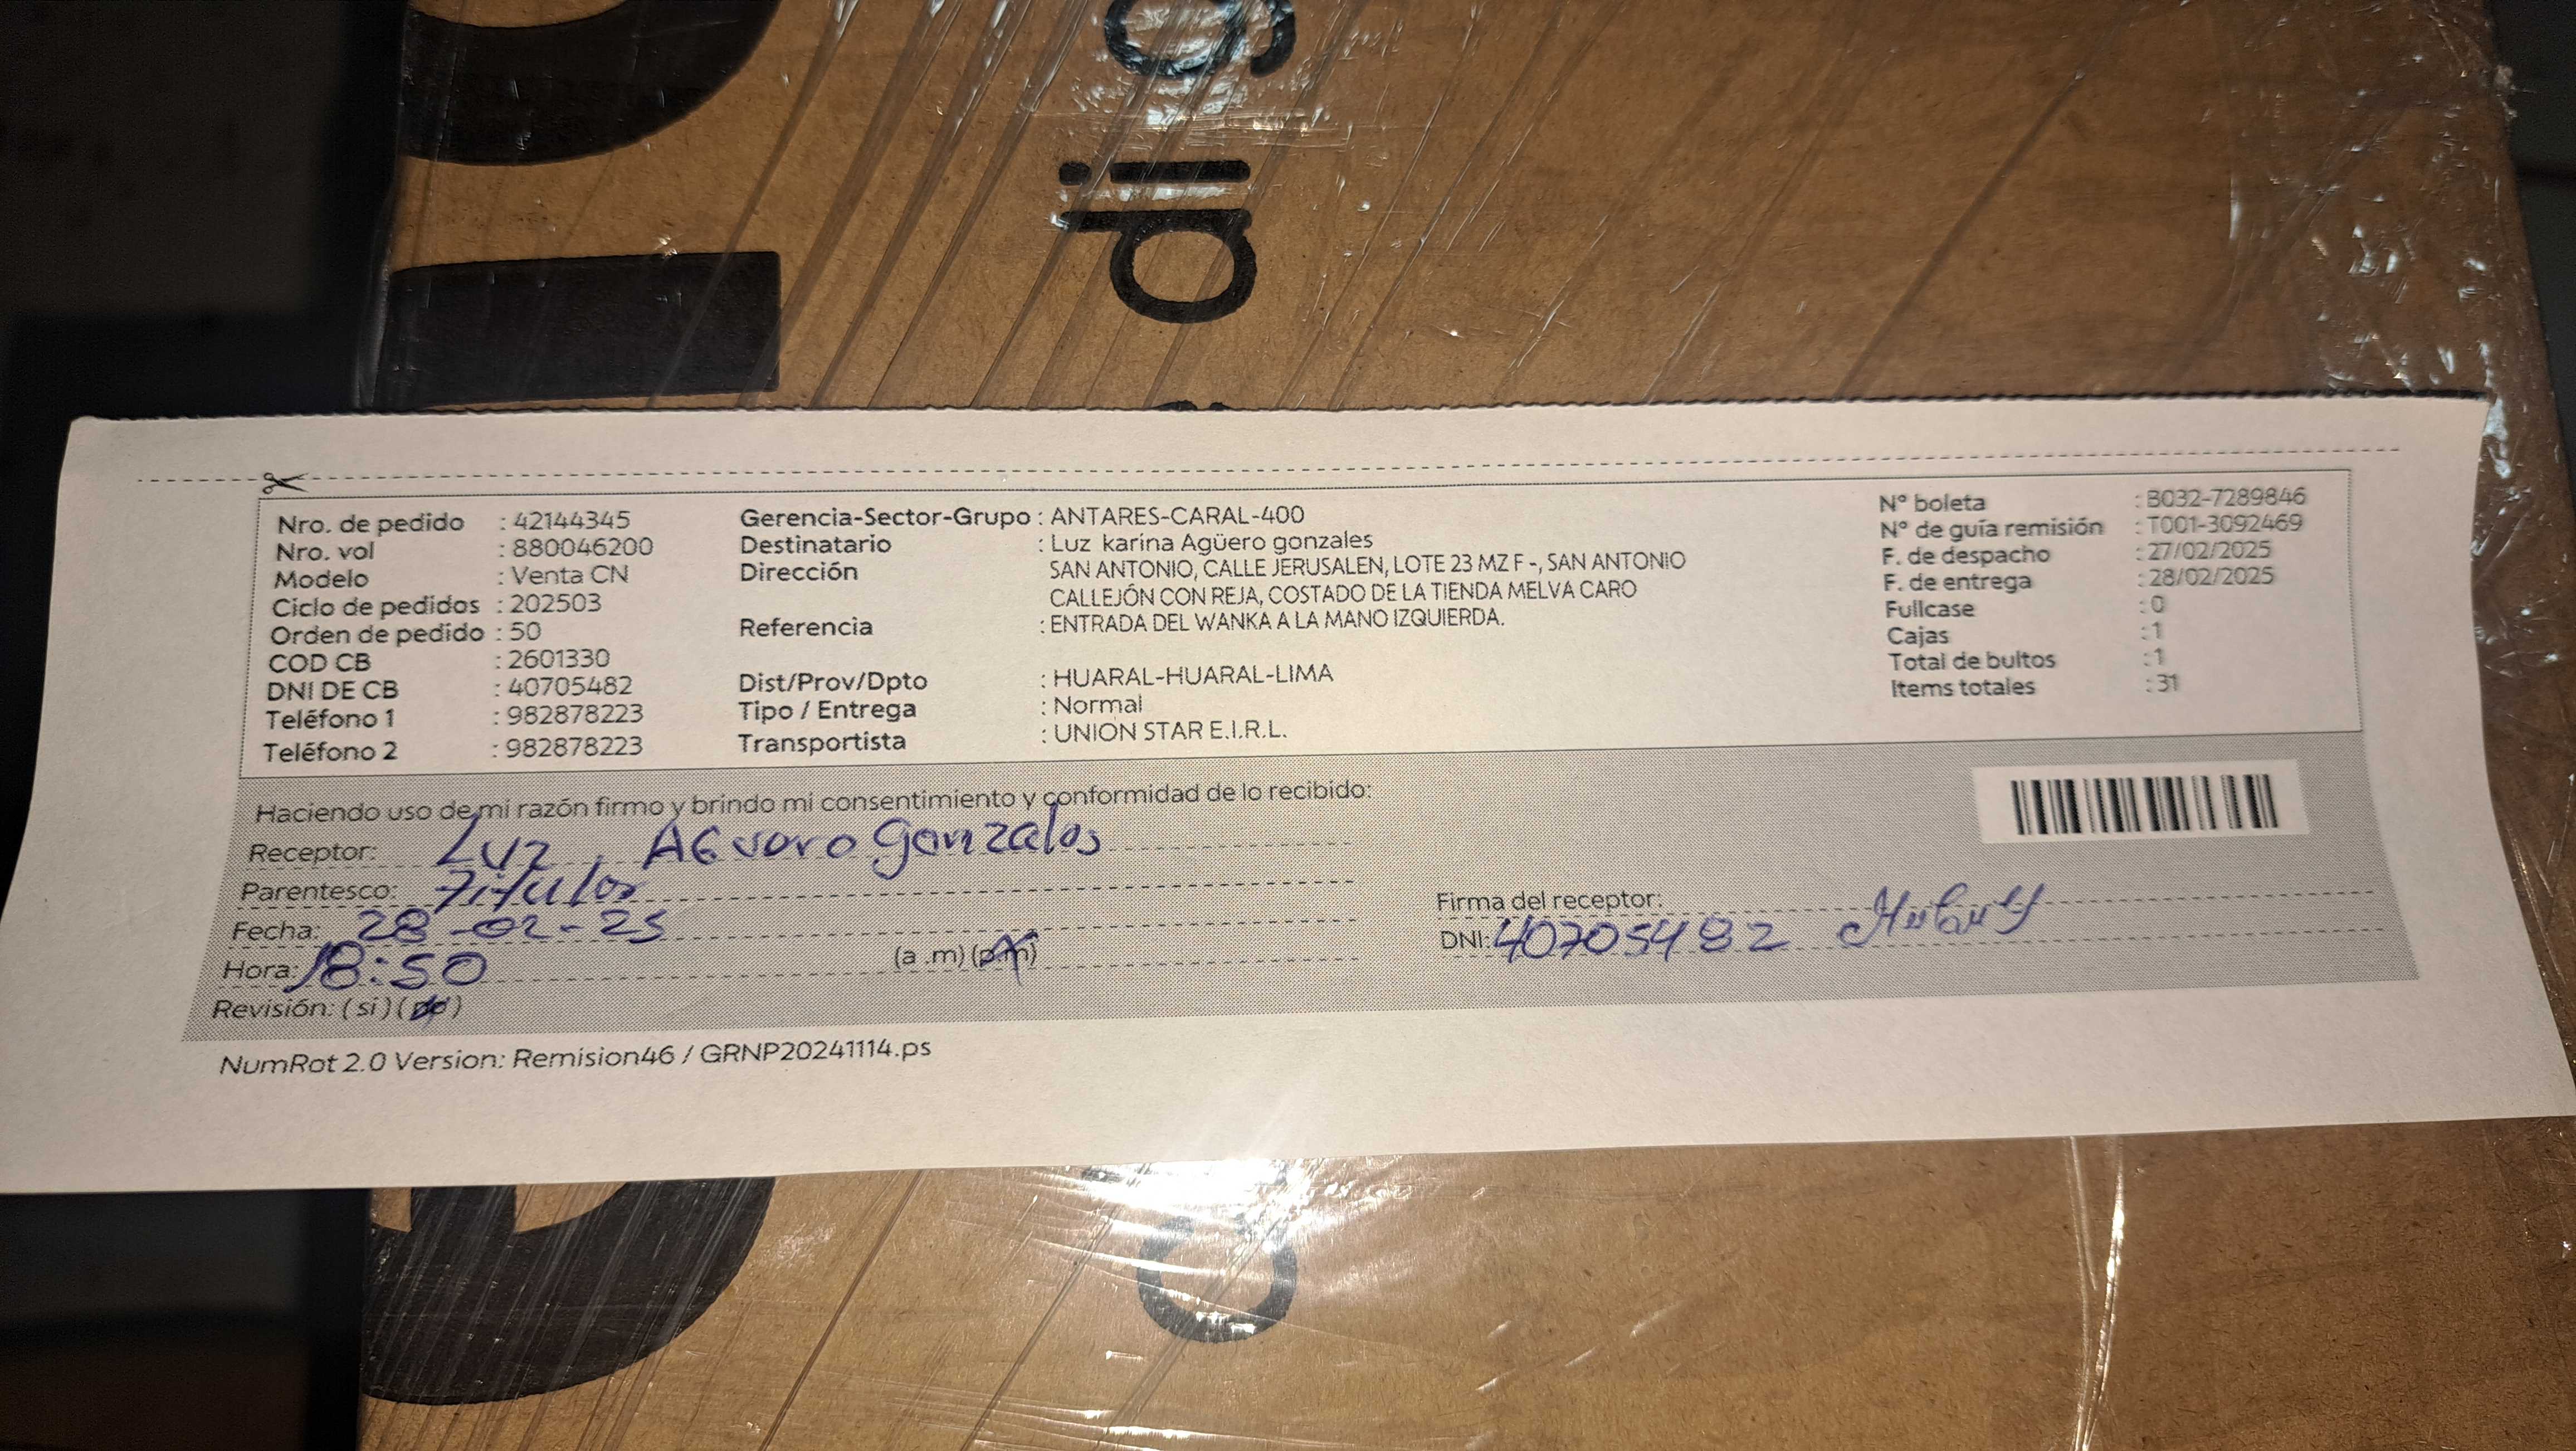 Nro. de pedido : 42144345
Nro. vol : 880046200
Modelo : Venta CN
Ciclo de pedidos : 202503
Orden de pedido : 50
COD CB : 2601330
DNI DE CB : 40705482
Teléfono 1 : 982878223
Teléfono 2 : 982878223
Gerencia-Sector-Grupo : ANTARES-CARAL-400
Destinatario : Luz karina Agüero gonzales
Dirección SAN ANTONIO, CALLE JERUSALEN, LOTE 23 MZ F -, SAN ANTONIO
CALLEJÓN CON REJA, COSTADO DE LA TIENDA MELVA CARO
Referencia : ENTRADA DEL WANKA A LA MANO IZQUIERDA.
Dist/Prov/Dpto : HUARAL-HUARAL-LIMA
Tipo / Entrega : Normal
Transportista : UNION STAR E.I.R.L.
N° boleta : B032-7289846
N° de guía remisión : T001-3092469
F. de despacho : 27/02/2025
F. de entrega : 28/02/2025
Fullcase : 0
Cajas : 1
Total de bultos : 1
Items totales : 31
Haciendo uso de mi razón firmo y brindo mi consentimiento y conformidad de lo recibido:
Receptor: Luz Gonzalos
Parentesco:
Fecha: 28-02-25
Hora: 18:50 (a .m) (p.m)
Revisión: (si) (no)
Firma del receptor:
DNI: 40705482
NumRot 2.0 Version: Remision46 / GRNP20241114.ps